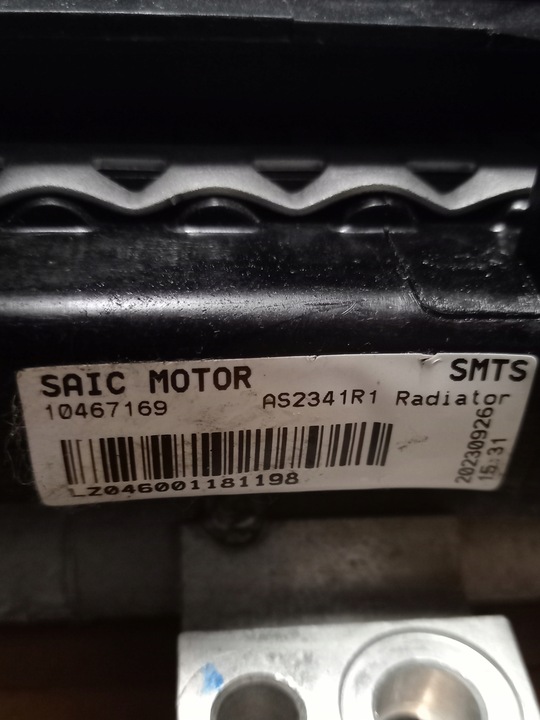 SAIC MOTOR
SMTS
10467169
AS2341R1 Radiator
LZ046001181198
20230926
15:31